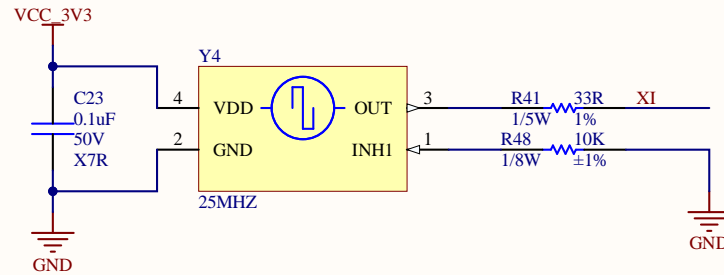 VCC_3V3
Y4
C23
0.1uF
50V
X7R
4
VDD
OUT
3
R41
33R
XI
1/5W
1%
2
GND
INH1
1
R48
10K
1/8W
±1%
25MHZ
GND
GND